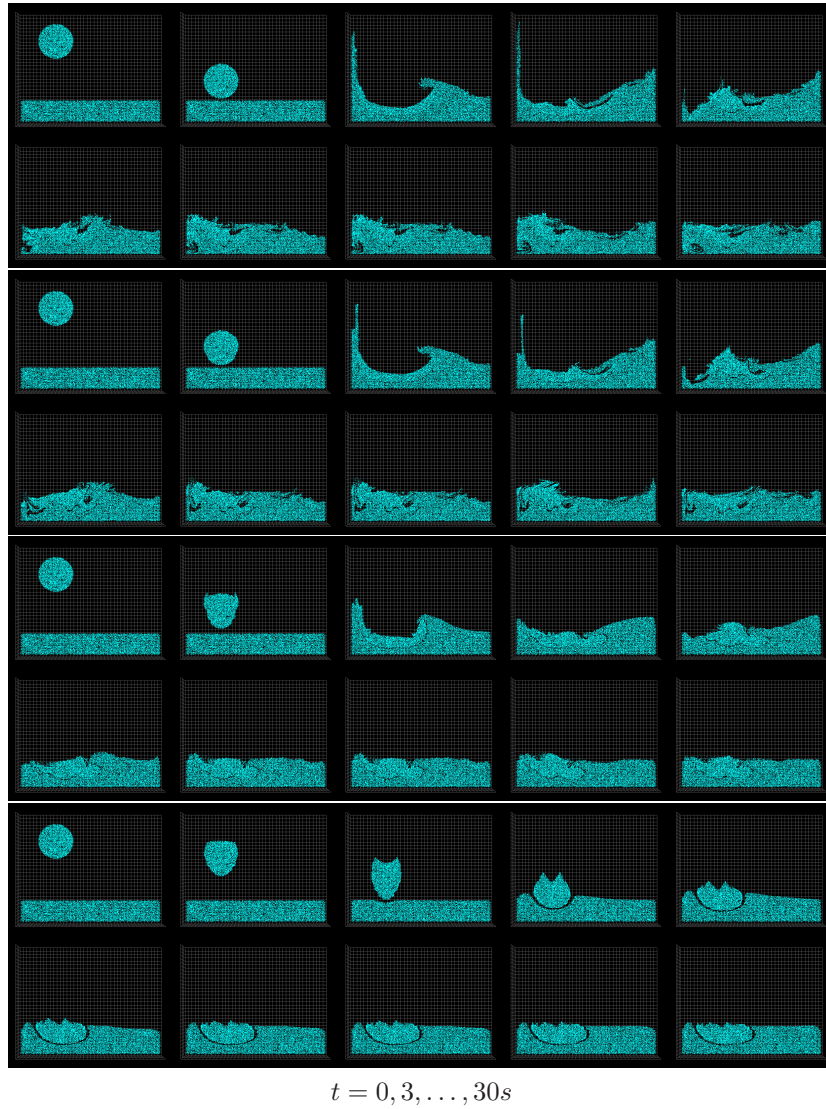 t = 0, 3, . . . , 30s